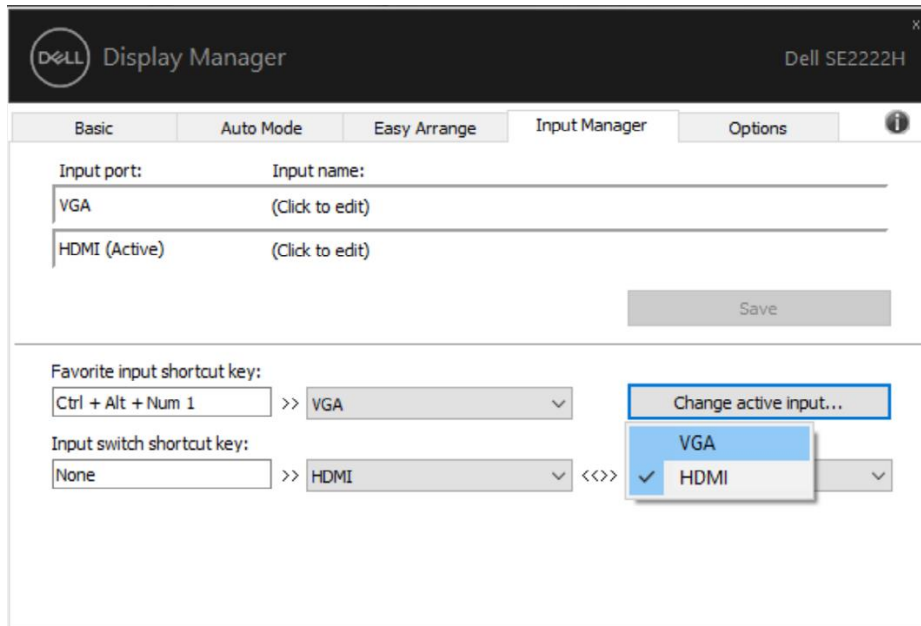 x
DELL Display Manager Dell SE2222H
Basic Auto Mode Easy Arrange Input Manager Options i
Input port: Input name:
VGA (Click to edit)
HDMI (Active) (Click to edit)
Save
Favorite input shortcut key:
Ctrl + Alt + Num 1 >> VGA Change active input...
Input switch shortcut key:
VGA
None >> HDMI <<>> ✓ HDMI